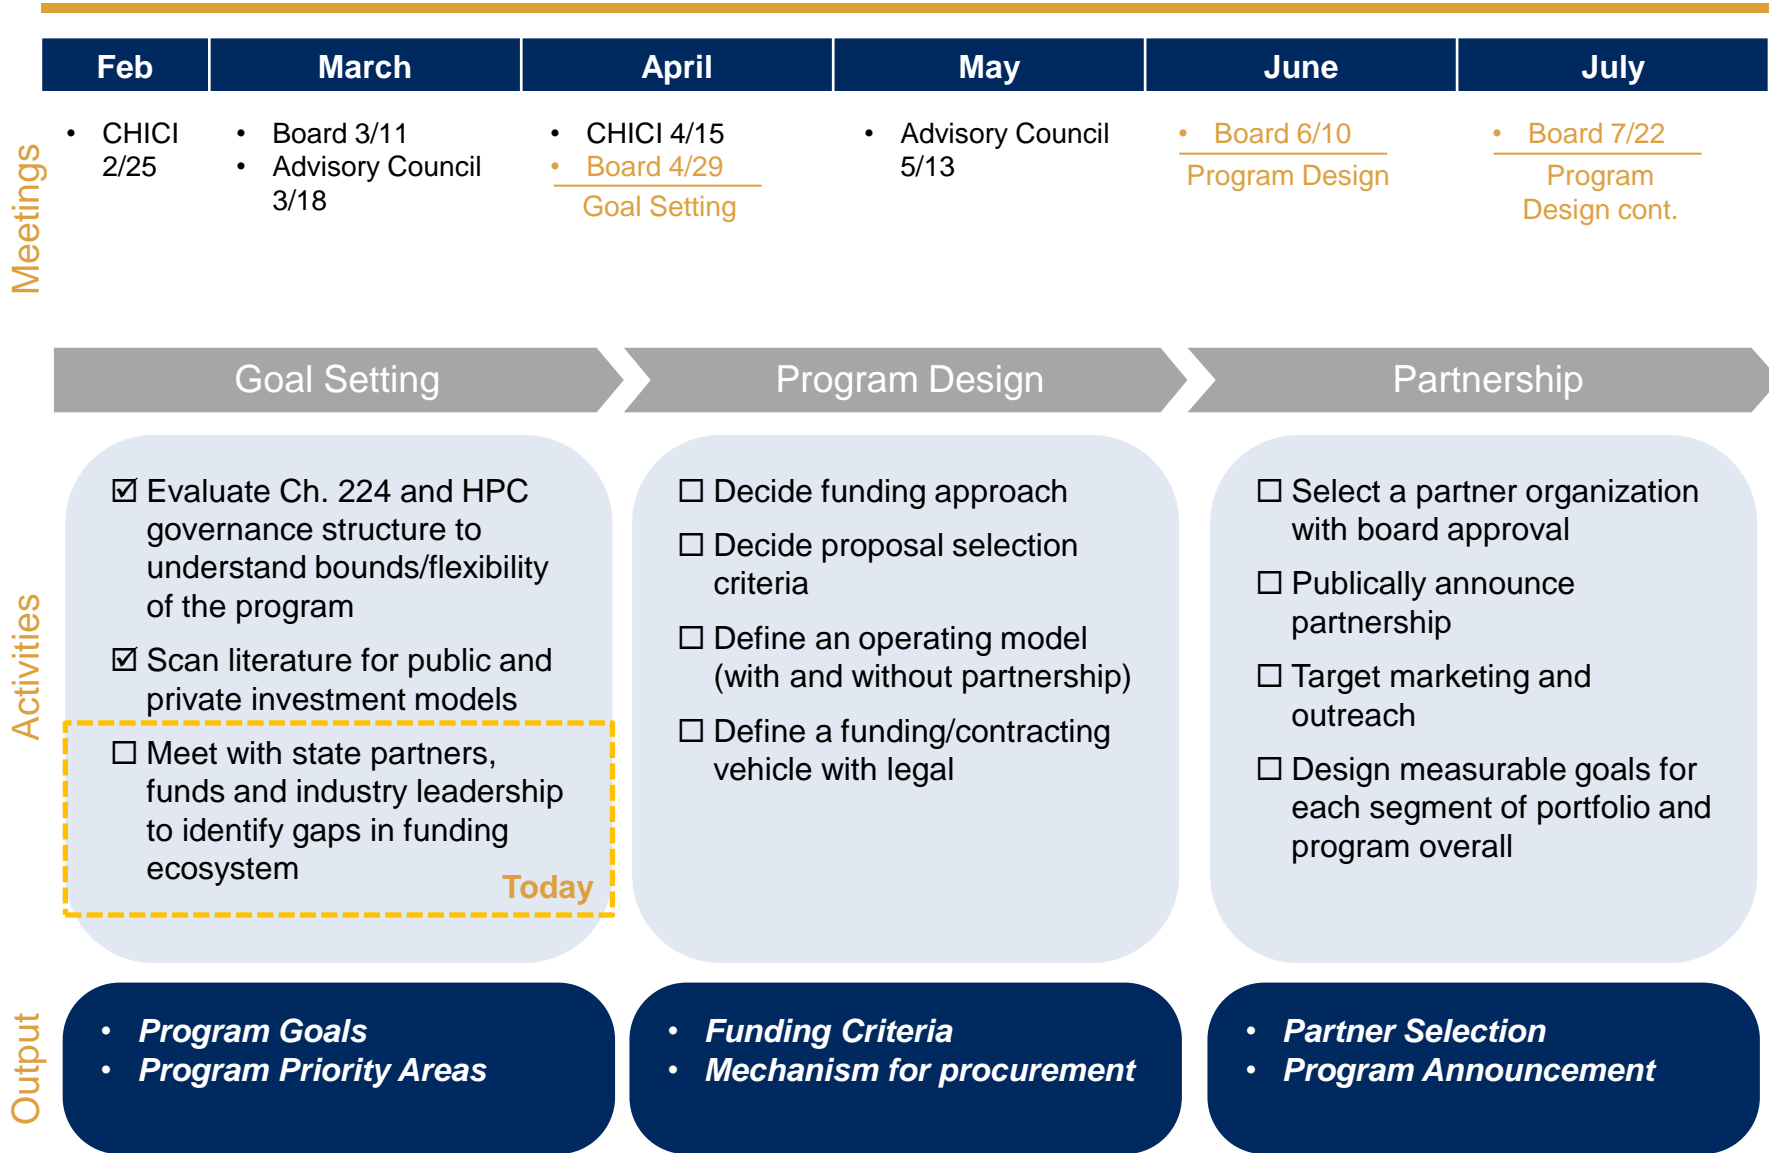 Feb March April May June July
Meetings
• CHICI
2/25
• Board 3/11
• Advisory Council
3/18
• CHICI 4/15
• Board 4/29
Goal Setting
• Advisory Council
5/13
• Board 6/10
Program Design
• Board 7/22
Program
Design cont.
Goal Setting Program Design Partnership
Activities
☑ Evaluate Ch. 224 and HPC
governance structure to
understand bounds/flexibility
of the program
☑ Scan literature for public and
private investment models
☐ Meet with state partners,
funds and industry leadership
to identify gaps in funding
ecosystem
Today
☐ Decide funding approach
☐ Decide proposal selection
criteria
☐ Define an operating model
(with and without partnership)
☐ Define a funding/contracting
vehicle with legal
☐ Select a partner organization
with board approval
☐ Publically announce
partnership
☐ Target marketing and
outreach
☐ Design measurable goals for
each segment of portfolio and
program overall
Output
• Program Goals
• Program Priority Areas
• Funding Criteria
• Mechanism for procurement
• Partner Selection
• Program Announcement